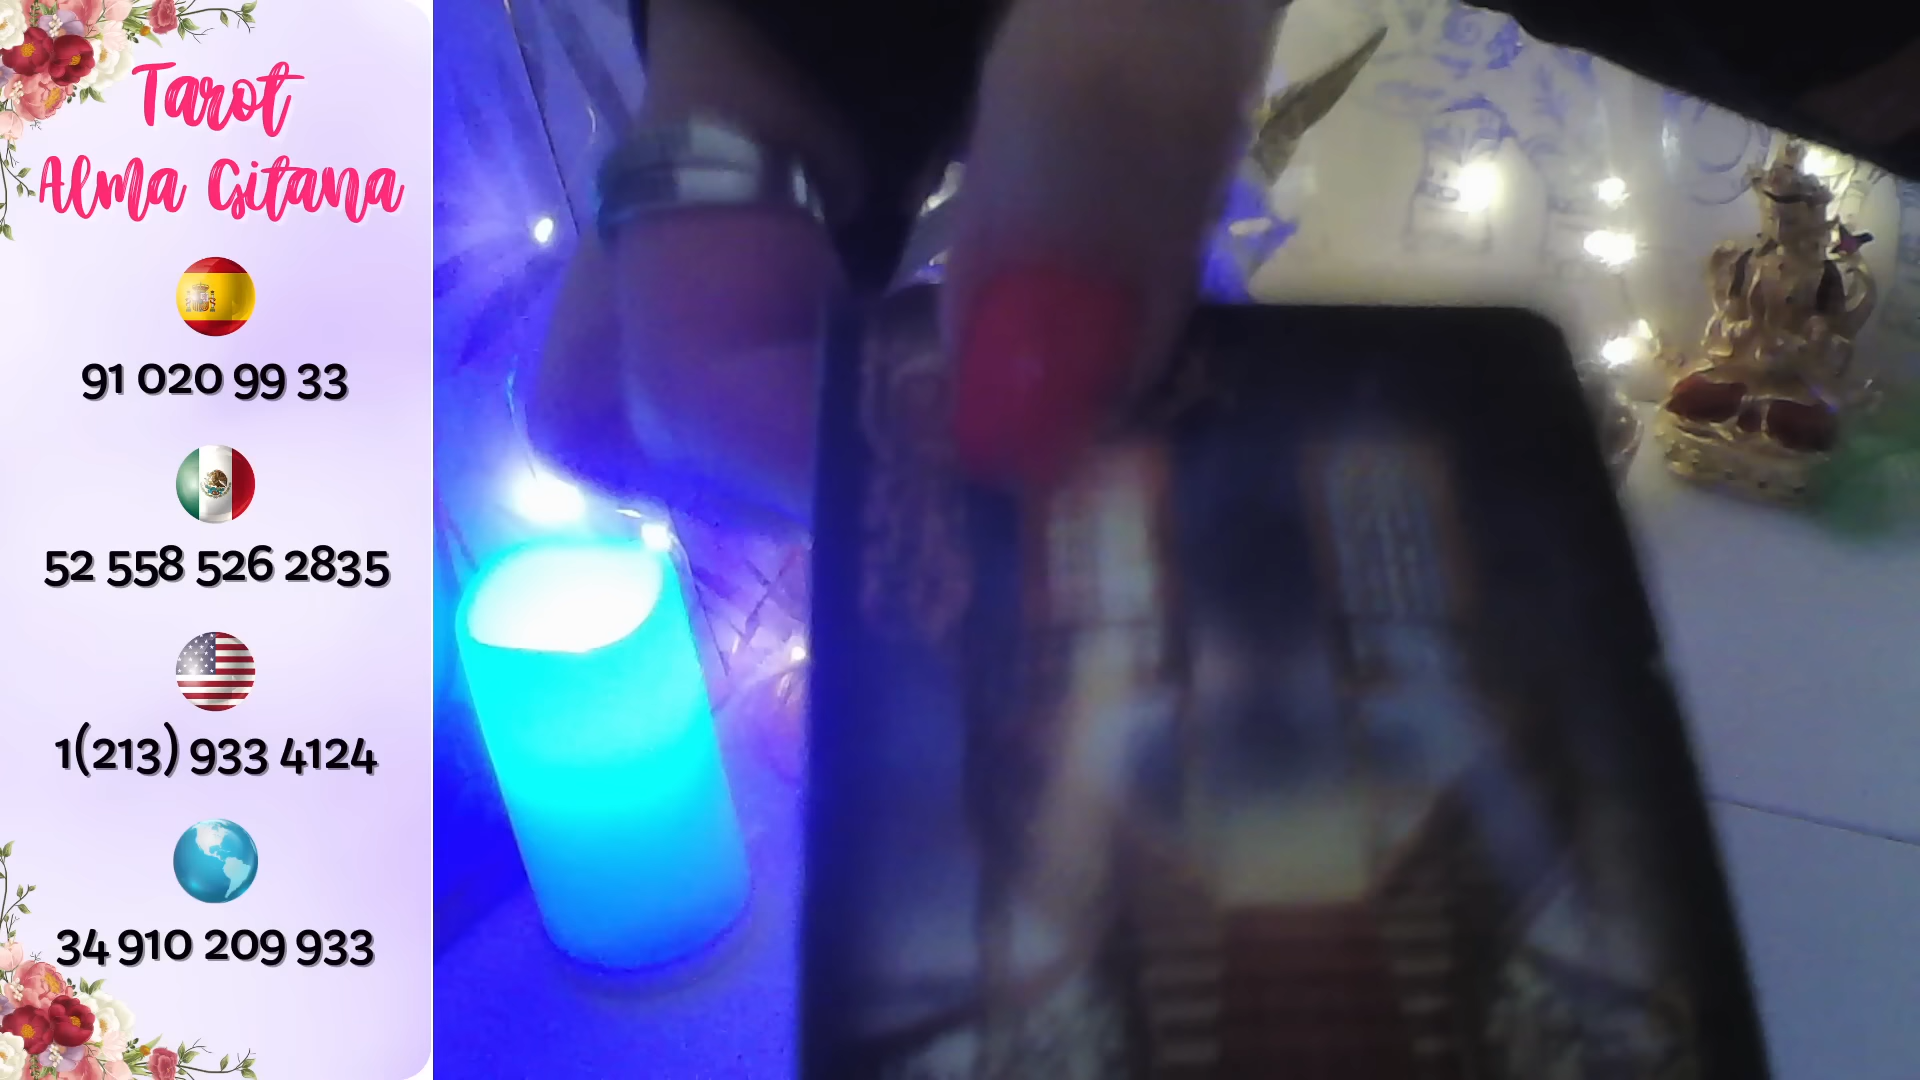 Tarot
Alma Gitana
91 020 99 33
52 558 526 2835
1(213) 933 4124
34 910 209 933